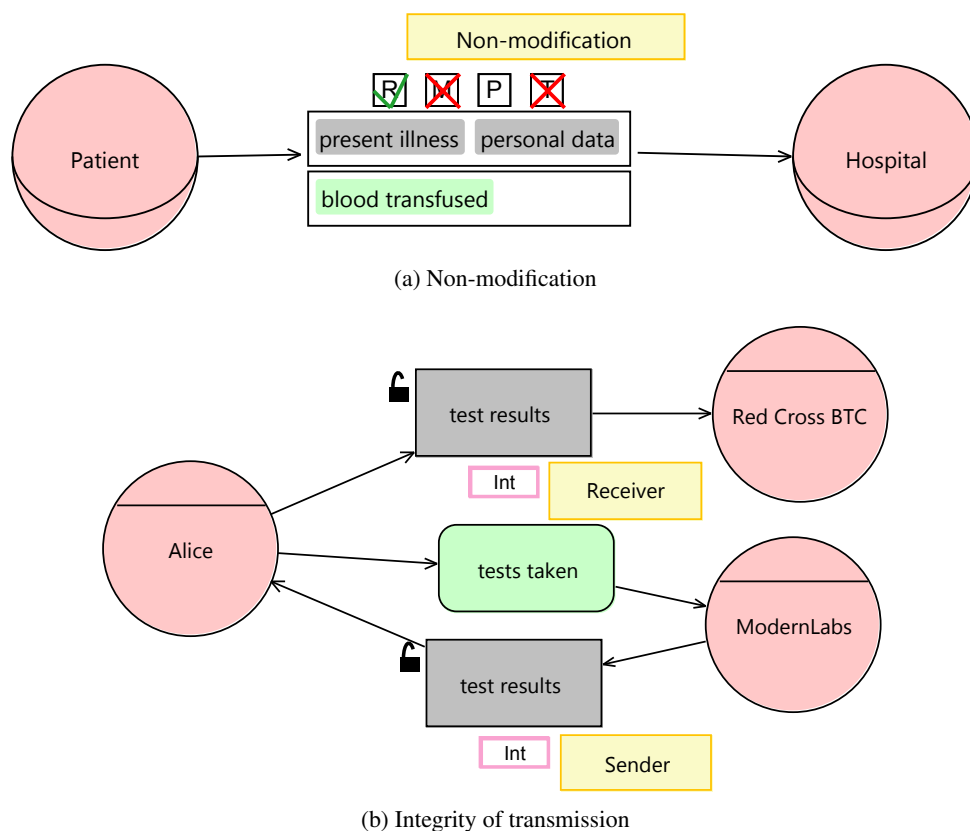 Non-modification
R M P T
Patient
present illness personal data
Hospital
blood transfused
(a) Non-modification
test results
Red Cross BTC
Int
Receiver
Alice
tests taken
ModernLabs
test results
Int
Sender
(b) Integrity of transmission